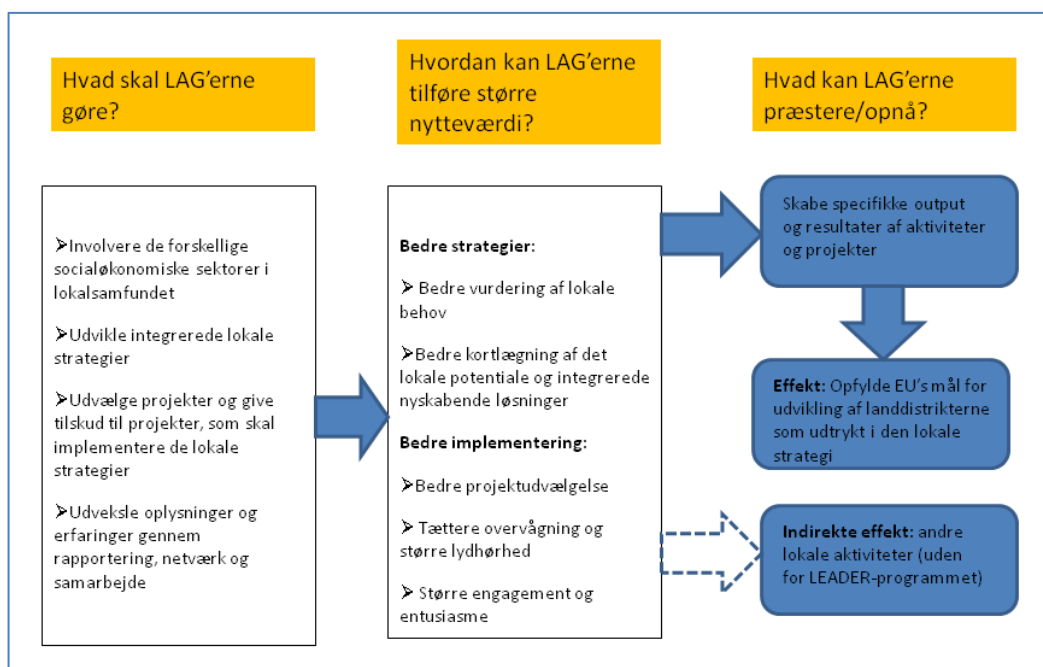 Hvad skal LAG'erne
gøre?
➢Involvere de forskellige
socialøkonomiske sektorer i
lokalsamfundet
➢Udvikle integrerede lokale
strategier
➢Udvælge projekter og give
tilskud til projekter, som skal
implementere de lokale
strategier
➢Udveksle oplysninger og
erfaringer gennem
rapportering, netværk og
samarbejde
Hvordan kan LAG'erne
tilføre større
nytteværdi?
Bedre strategier:
➢ Bedre vurdering af lokale
behov
➢Bedre kortlægning af det
lokale potentiale og integrerede
nyskabende løsninger
Bedre implementering:
➢Bedre projektudvælgelse
➢ Tættere overvågning og
større lydhørhed
➢ Større engagement og
entusiasme
Hvad kan LAG'erne
præstere/opnå?
Skabe specifikke output
og resultater af aktiviteter
og projekter
Effekt: Opfylde EU's mål for
udvikling af landdistrikterne
som udtrykt i den lokale
strategi
Indirekte effekt: andre
lokale aktiviteter (uden
for LEADER-programmet)